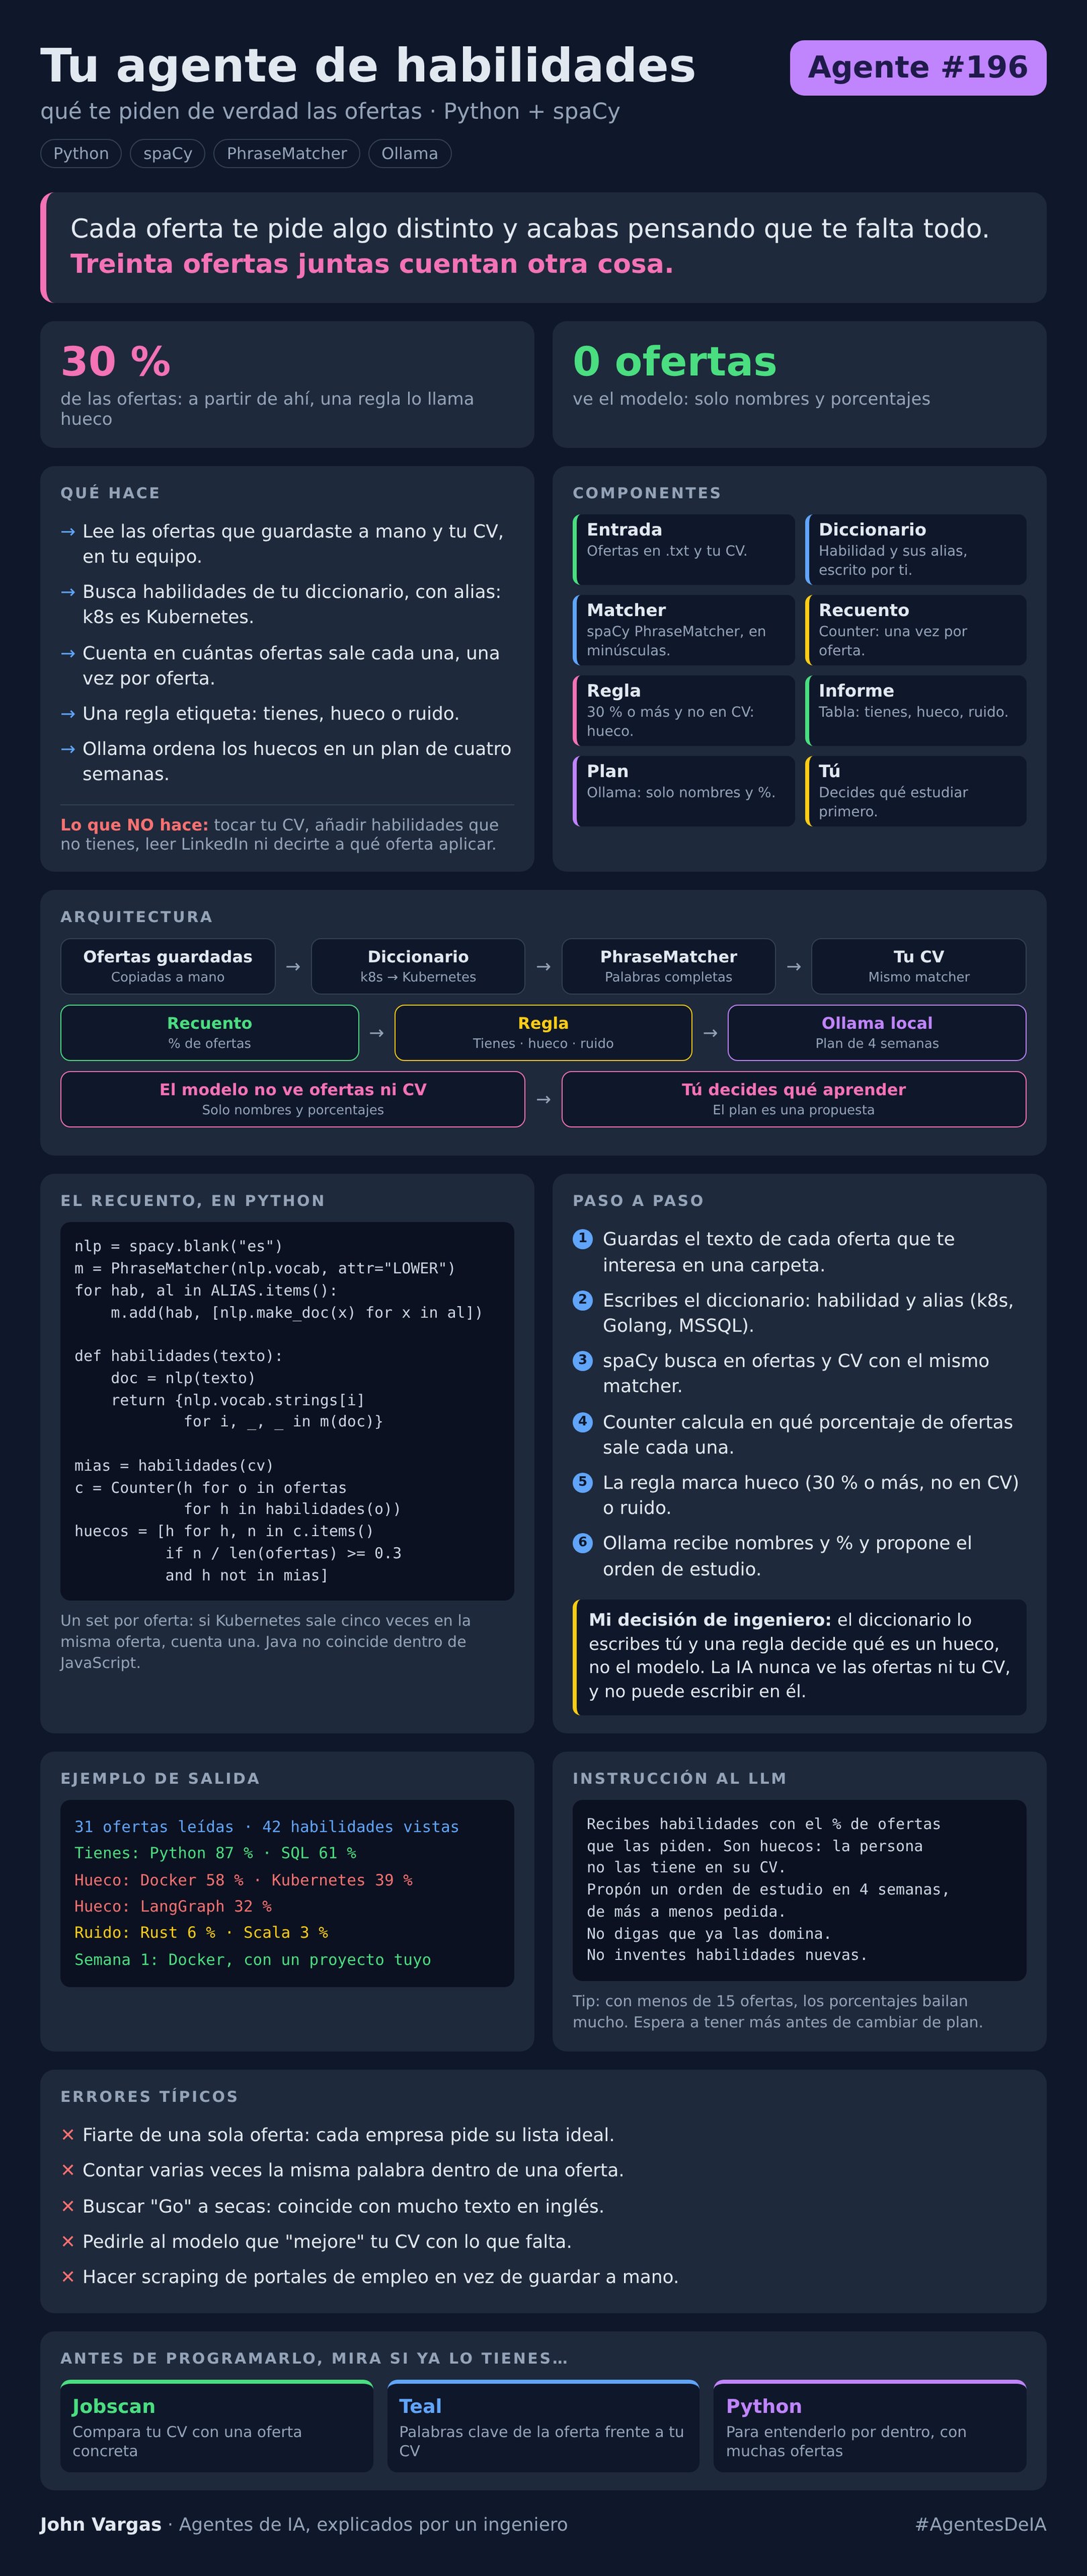 Tu agente de habilidades
Agente #196
qué te piden de verdad las ofertas · Python + spaCy
Python
spaCy
PhraseMatcher
Ollama
Cada oferta te pide algo distinto y acabas pensando que te falta todo.
Treinta ofertas juntas cuentan otra cosa.
30 %
de las ofertas: a partir de ahí, una regla lo llama
hueco
0 ofertas
ve el modelo: solo nombres y porcentajes
QUÉ HACE
→ Lee las ofertas que guardaste a mano y tu CV,
en tu equipo.
→ Busca habilidades de tu diccionario, con alias:
k8s es Kubernetes.
→ Cuenta en cuántas ofertas sale cada una, una
vez por oferta.
→ Una regla etiqueta: tienes, hueco o ruido.
→ Ollama ordena los huecos en un plan de cuatro
semanas.
Lo que NO hace: tocar tu CV, añadir habilidades que
no tienes, leer LinkedIn ni decirte a qué oferta aplicar.
COMPONENTES
Entrada
Ofertas en .txt y tu CV.
Diccionario
Habilidad y sus alias,
escrito por ti.
Matcher
spaCy PhraseMatcher, en
minúsculas.
Recuento
Counter: una vez por
oferta.
Regla
30 % o más y no en CV:
hueco.
Informe
Tabla: tienes, hueco, ruido.
Plan
Ollama: solo nombres y %.
Tú
Decides qué estudiar
primero.
ARQUITECTURA
Ofertas guardadas
Copiadas a mano
→
Diccionario
k8s → Kubernetes
→
PhraseMatcher
Palabras completas
→
Tu CV
Mismo matcher
Recuento
% de ofertas
→
Regla
Tienes · hueco · ruido
→
Ollama local
Plan de 4 semanas
El modelo no ve ofertas ni CV
Solo nombres y porcentajes
→
Tú decides qué aprender
El plan es una propuesta
EL RECUENTO, EN PYTHON
nlp = spacy.blank("es")
m = PhraseMatcher(nlp.vocab, attr="LOWER")
for hab, al in ALIAS.items():
    m.add(hab, [nlp.make_doc(x) for x in al])
def habilidades(texto):
    doc = nlp(texto)
    return {nlp.vocab.strings[i]
            for i, _, _ in m(doc)}
mias = habilidades(cv)
c = Counter(h for o in ofertas
            for h in habilidades(o))
huecos = [h for h, n in c.items()
          if n / len(ofertas) >= 0.3
          and h not in mias]
Un set por oferta: si Kubernetes sale cinco veces en la
misma oferta, cuenta una. Java no coincide dentro de
JavaScript.
PASO A PASO
1 Guardas el texto de cada oferta que te
interesa en una carpeta.
2 Escribes el diccionario: habilidad y alias (k8s,
Golang, MSSQL).
3 spaCy busca en ofertas y CV con el mismo
matcher.
4 Counter calcula en qué porcentaje de ofertas
sale cada una.
5 La regla marca hueco (30 % o más, no en CV)
o ruido.
6 Ollama recibe nombres y % y propone el
orden de estudio.
Mi decisión de ingeniero: el diccionario lo
escribes tú y una regla decide qué es un hueco,
no el modelo. La IA nunca ve las ofertas ni tu CV,
y no puede escribir en él.
EJEMPLO DE SALIDA
31 ofertas leídas · 42 habilidades vistas
Tienes: Python 87 % · SQL 61 %
Hueco: Docker 58 % · Kubernetes 39 %
Hueco: LangGraph 32 %
Ruido: Rust 6 % · Scala 3 %
Semana 1: Docker, con un proyecto tuyo
INSTRUCCIÓN AL LLM
Recibes habilidades con el % de ofertas
que las piden. Son huecos: la persona
no las tiene en su CV.
Propón un orden de estudio en 4 semanas,
de más a menos pedida.
No digas que ya las domina.
No inventes habilidades nuevas.
Tip: con menos de 15 ofertas, los porcentajes bailan
mucho. Espera a tener más antes de cambiar de plan.
ERRORES TÍPICOS
✕ Fiarte de una sola oferta: cada empresa pide su lista ideal.
✕ Contar varias veces la misma palabra dentro de una oferta.
✕ Buscar "Go" a secas: coincide con mucho texto en inglés.
✕ Pedirle al modelo que "mejore" tu CV con lo que falta.
✕ Hacer scraping de portales de empleo en vez de guardar a mano.
ANTES DE PROGRAMARLO, MIRA SI YA LO TIENES…
Jobscan
Compara tu CV con una oferta
concreta
Teal
Palabras clave de la oferta frente a tu
CV
Python
Para entenderlo por dentro, con
muchas ofertas
John Vargas · Agentes de IA, explicados por un ingeniero
#AgentesDeIA